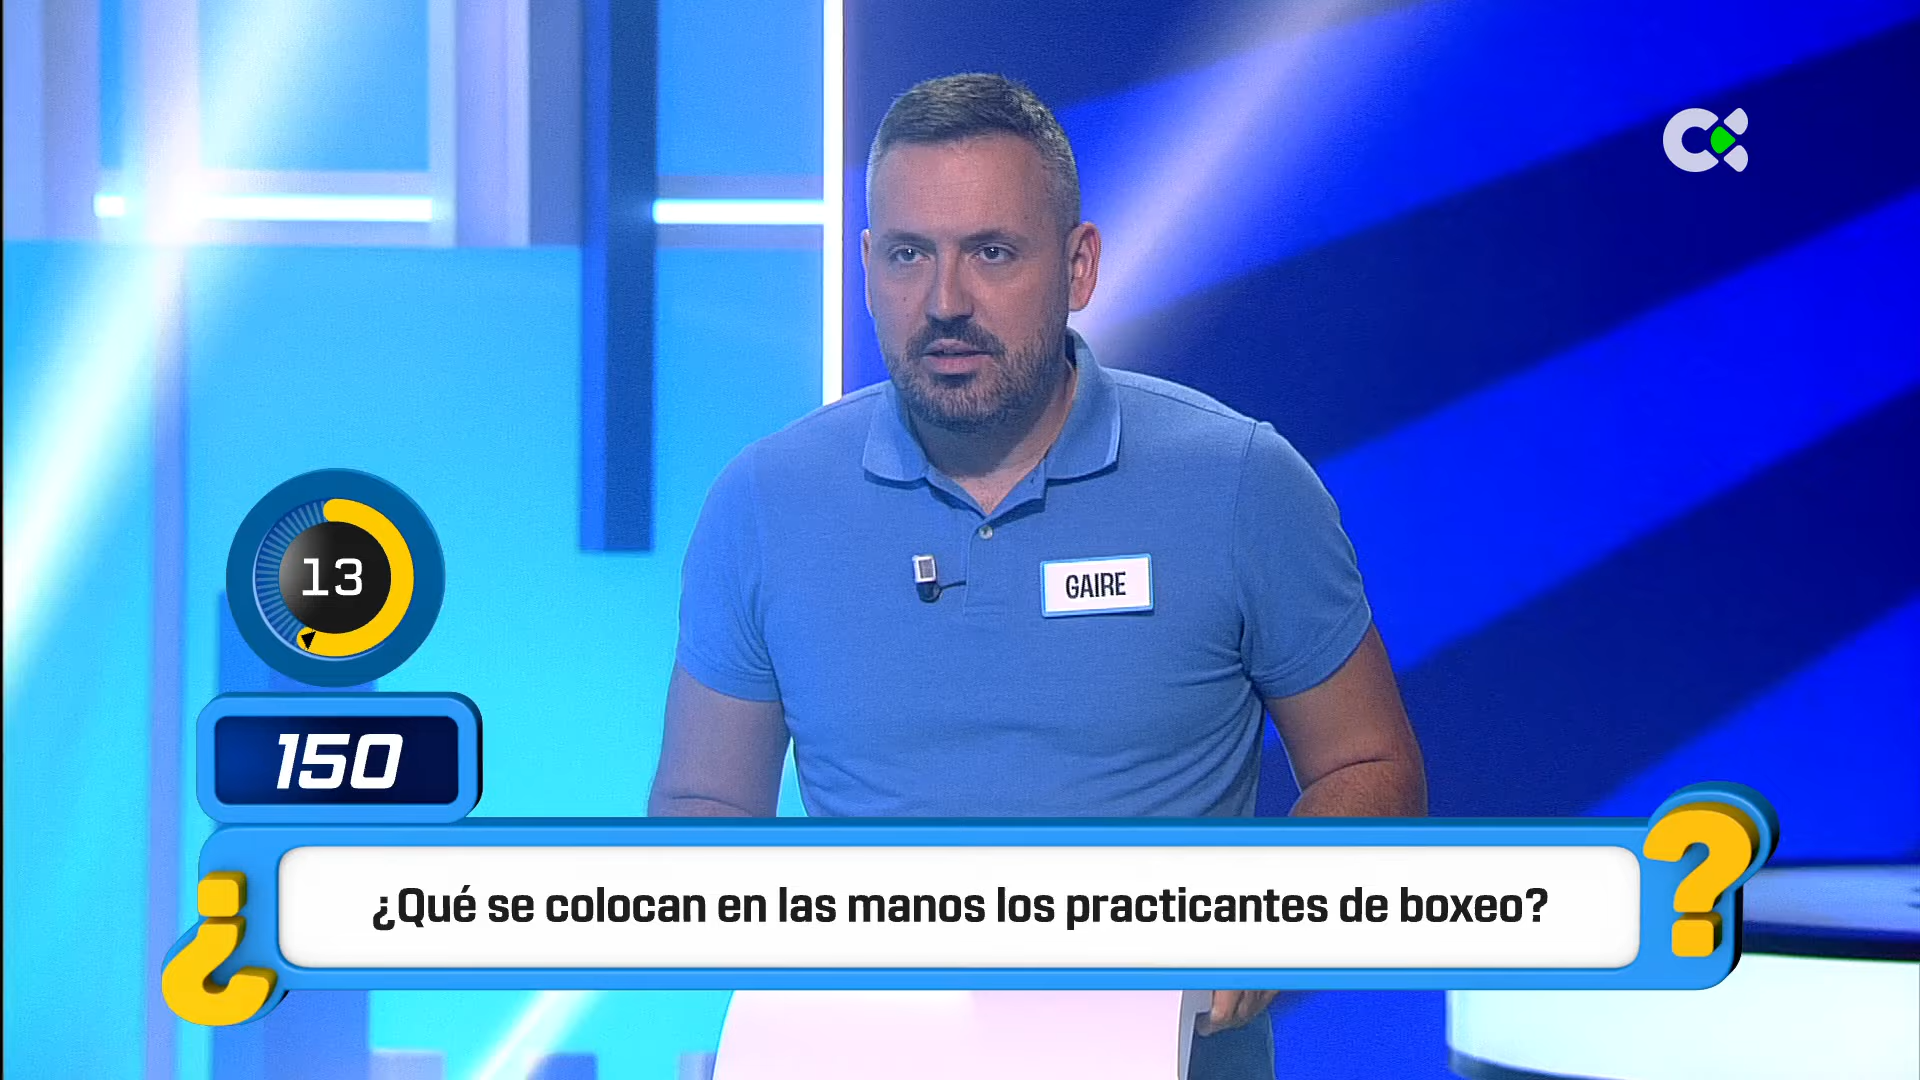 GAIRE
13
150
¿Qué se colocan en las manos los practicantes de boxeo?